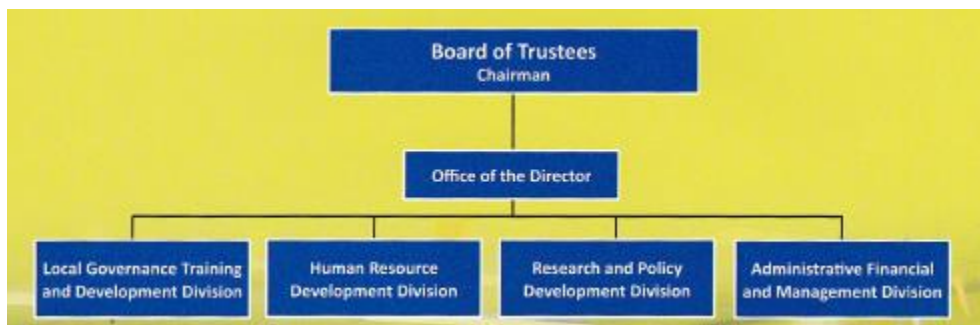 Board of Trustees
Chairman
Office of the Director
Local Governance Training
and Development Division
Human Resource
Development Division
Research and Policy
Development Division
Administrative Financial
and Management Division